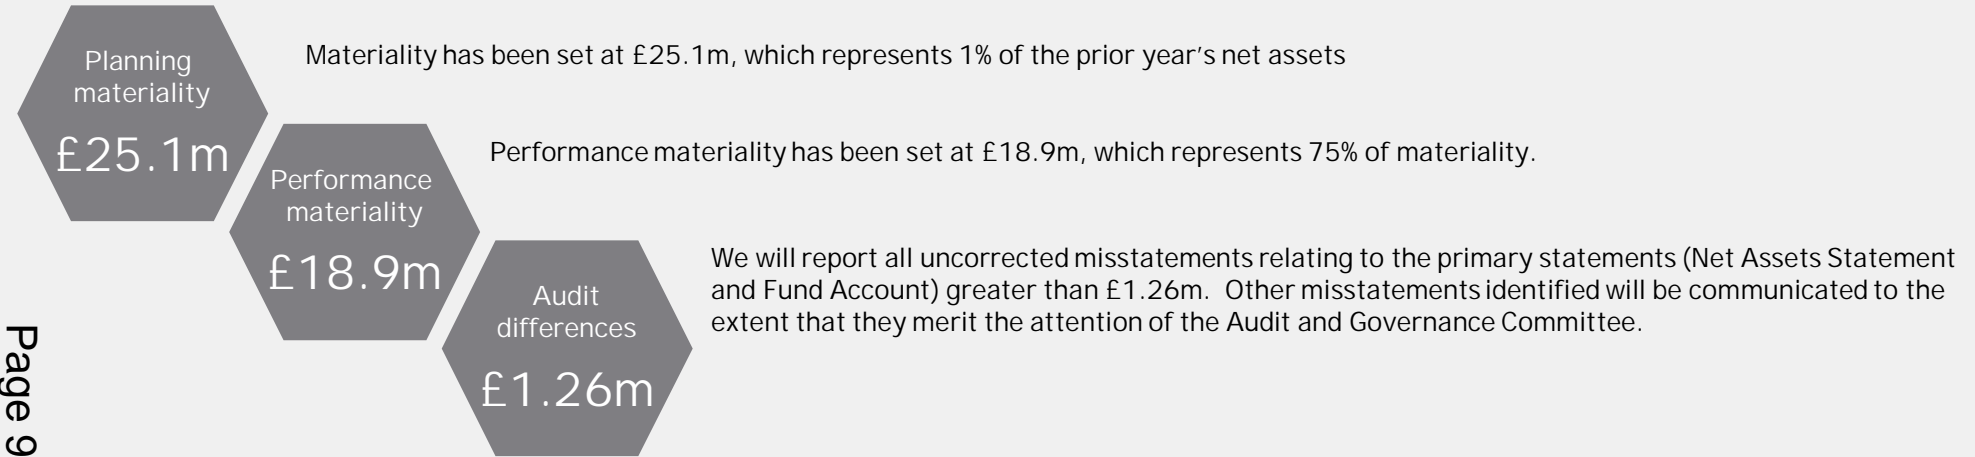 Planning
materiality
£25.1m
Materiality has been set at £25.1m, which represents 1% of the prior year’s net assets
Performance
materiality
£18.9m
Performance materiality has been set at £18.9m, which represents 75% of materiality.
Audit
differences
£1.26m
We will report all uncorrected misstatements relating to the primary statements (Net Assets Statement
and Fund Account) greater than £1.26m.  Other misstatements identified will be communicated to the
extent that they merit the attention of the Audit and Governance Committee.
Page 9